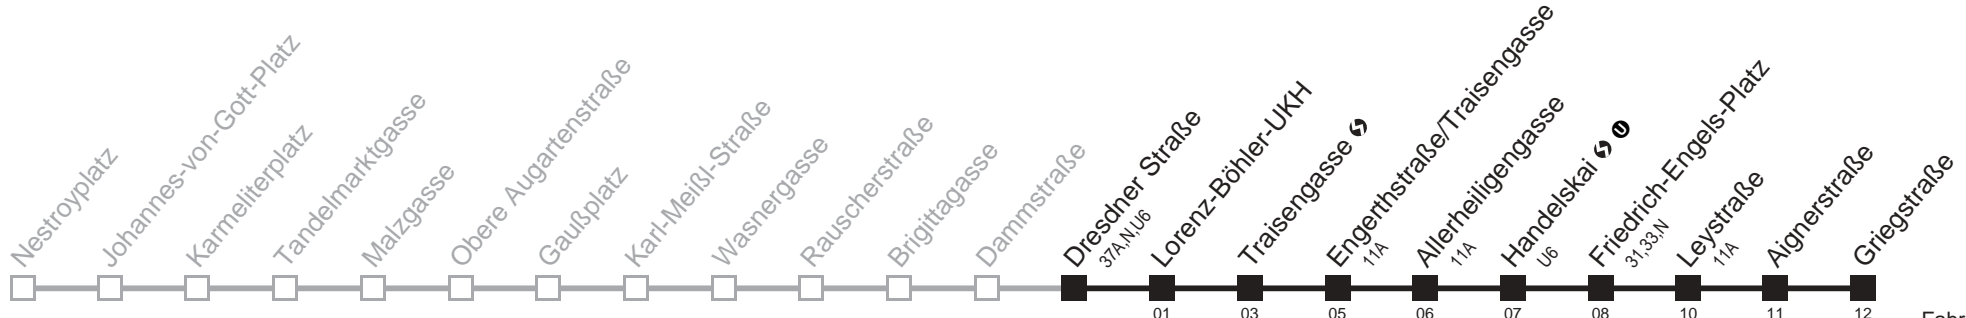 Nestroyplatz
Johannes-von-Gott-Platz
Karmeliterplatz
Tandelmarktgasse
Malzgasse
Obere Augartenstraße
Gaußplatz
Karl-Meißl-Straße
Wasnergasse
Rauscherstraße
Brigittagasse
Dammstraße
Dresdner Straße
37A,N,U6
Lorenz-Böhler-UKH
Traisengasse
Engerthstraße/Traisengasse
11A
Allerheiligengasse
11A
Handelskai U
U6
Friedrich-Engels-Platz
31,33,N
Leystraße
11A
Aignerstraße
Griegstraße
01 03 05 06 07 08 10 11 12